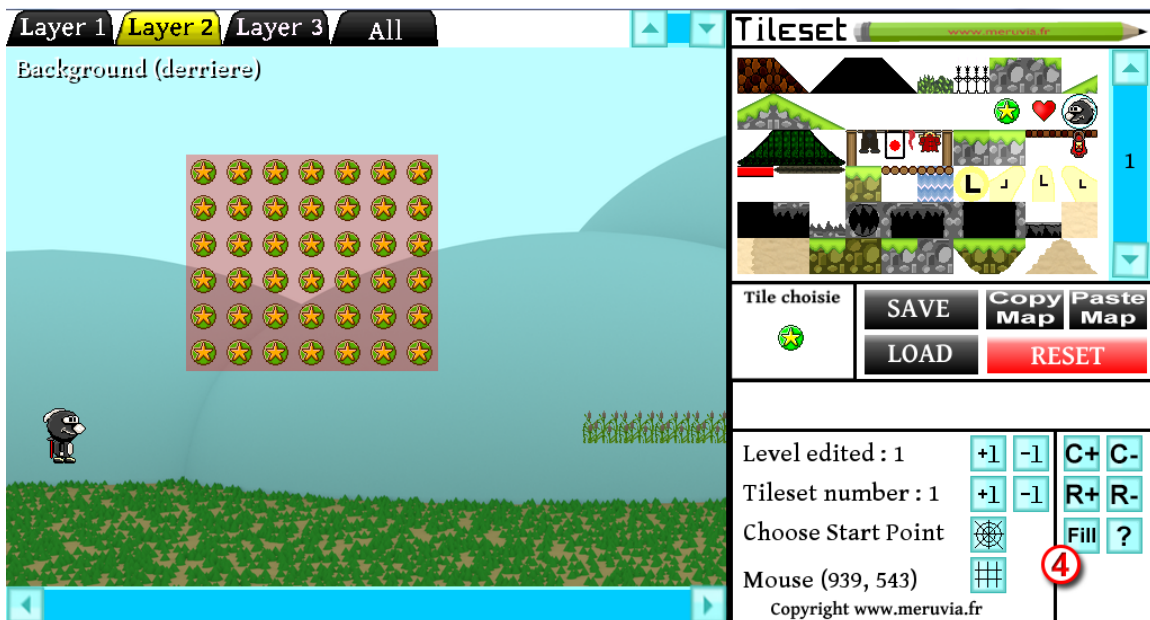 Layer 1 Layer 2 Layer 3 All
Background (derriere)
Tileset www.meruvia.fr
L
1
Tile choisie
SAVE Copy Map Paste Map
LOAD RESET
Level edited : 1 +1 -1 C+ C-
Tileset number : 1 +1 -1 R+ R-
Choose Start Point Fill ?
4
Mouse (939, 543)
Copyright www.meruvia.fr